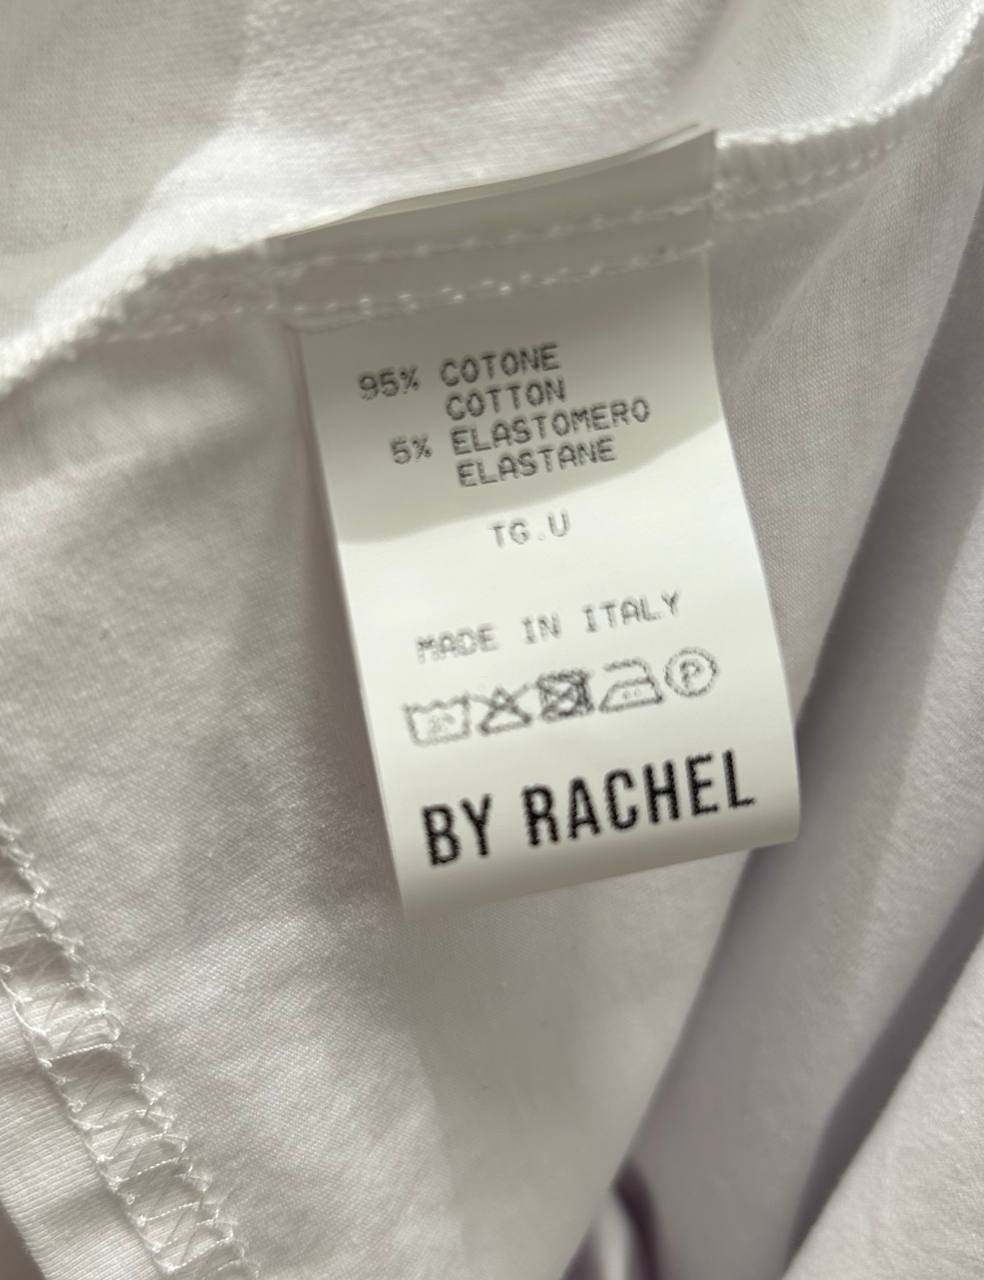 95% COTONE
COTTON
5% ELASTOMERO
ELASTANE
TG.U
MADE IN ITALY
P
BY RACHEL